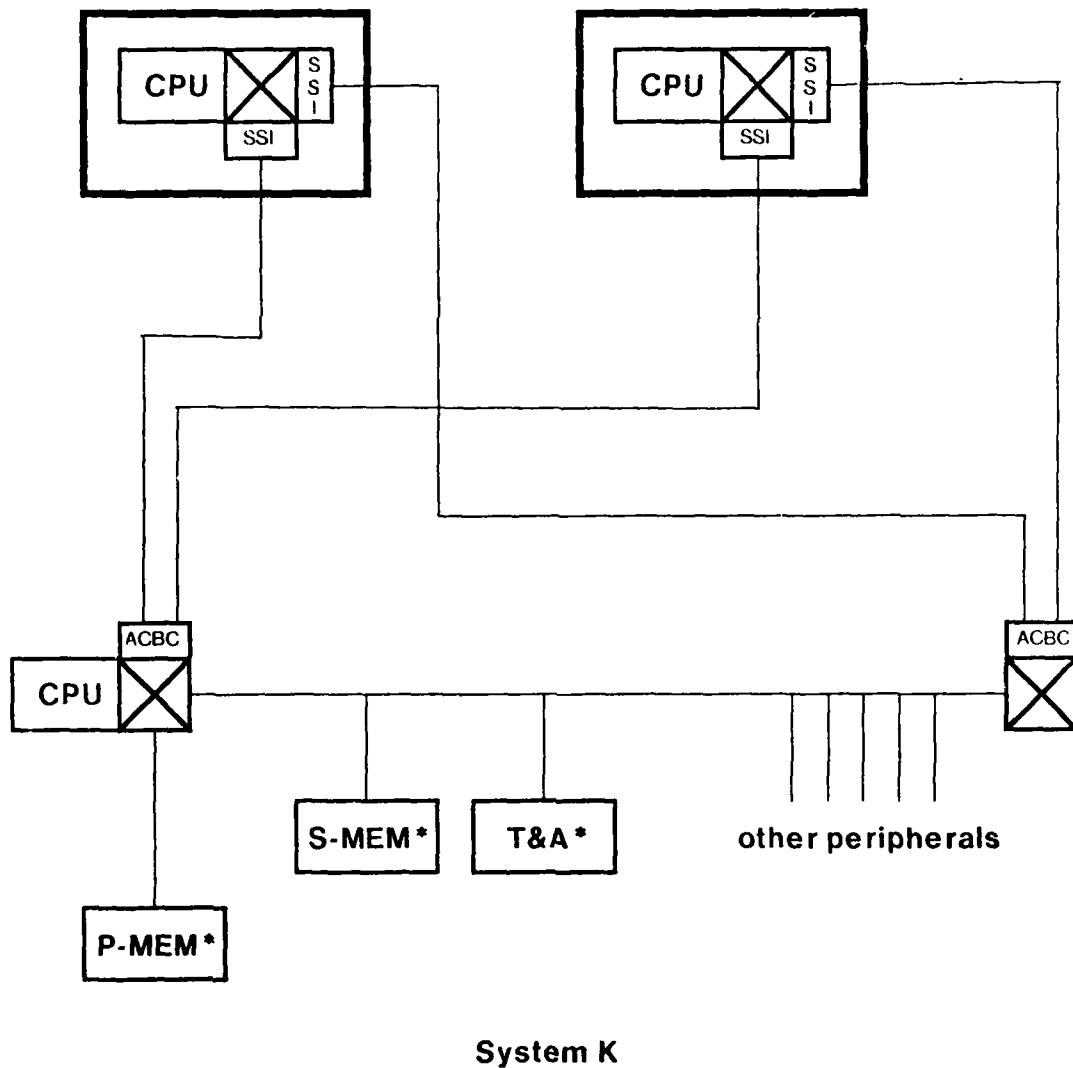 CPU
S
S
I
SSI
CPU
S
S
I
SSI
ACBC
CPU
ACBC
S-MEM*
T&A*
other peripherals
P-MEM*
System K